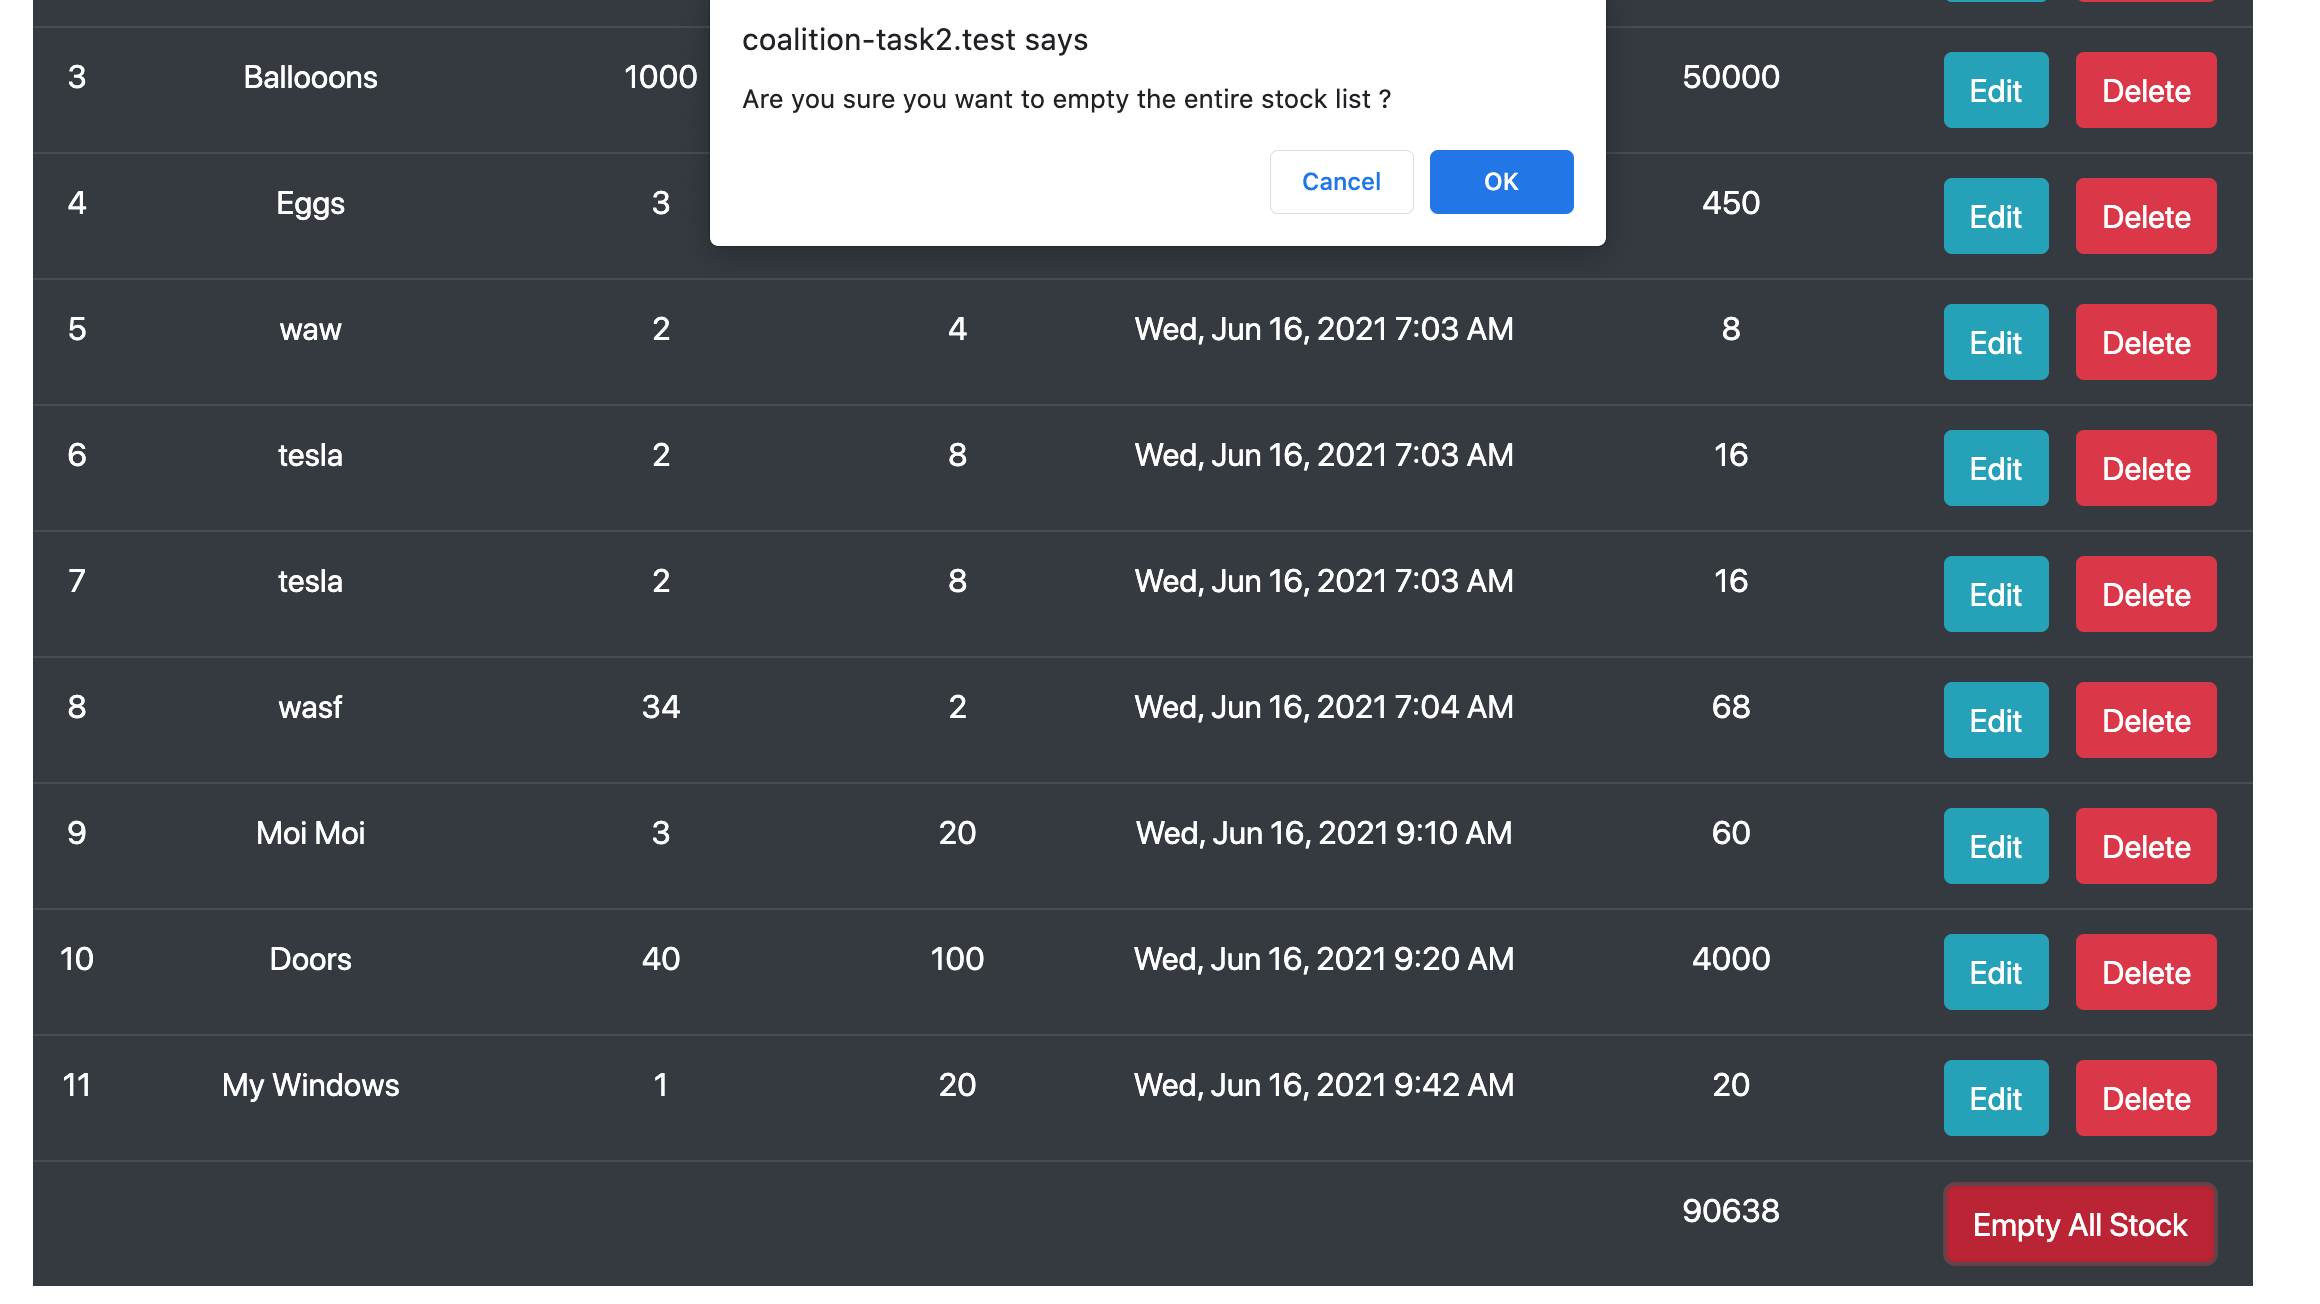 coalition-task2.test says
Are you sure you want to empty the entire stock list ?
Cancel OK
3 Ballooons 1000 50000 Edit Delete
4 Eggs 3 450 Edit Delete
5 waw 2 4 Wed, Jun 16, 2021 7:03 AM 8 Edit Delete
6 tesla 2 8 Wed, Jun 16, 2021 7:03 AM 16 Edit Delete
7 tesla 2 8 Wed, Jun 16, 2021 7:03 AM 16 Edit Delete
8 wasf 34 2 Wed, Jun 16, 2021 7:04 AM 68 Edit Delete
9 Moi Moi 3 20 Wed, Jun 16, 2021 9:10 AM 60 Edit Delete
10 Doors 40 100 Wed, Jun 16, 2021 9:20 AM 4000 Edit Delete
11 My Windows 1 20 Wed, Jun 16, 2021 9:42 AM 20 Edit Delete
90638 Empty All Stock